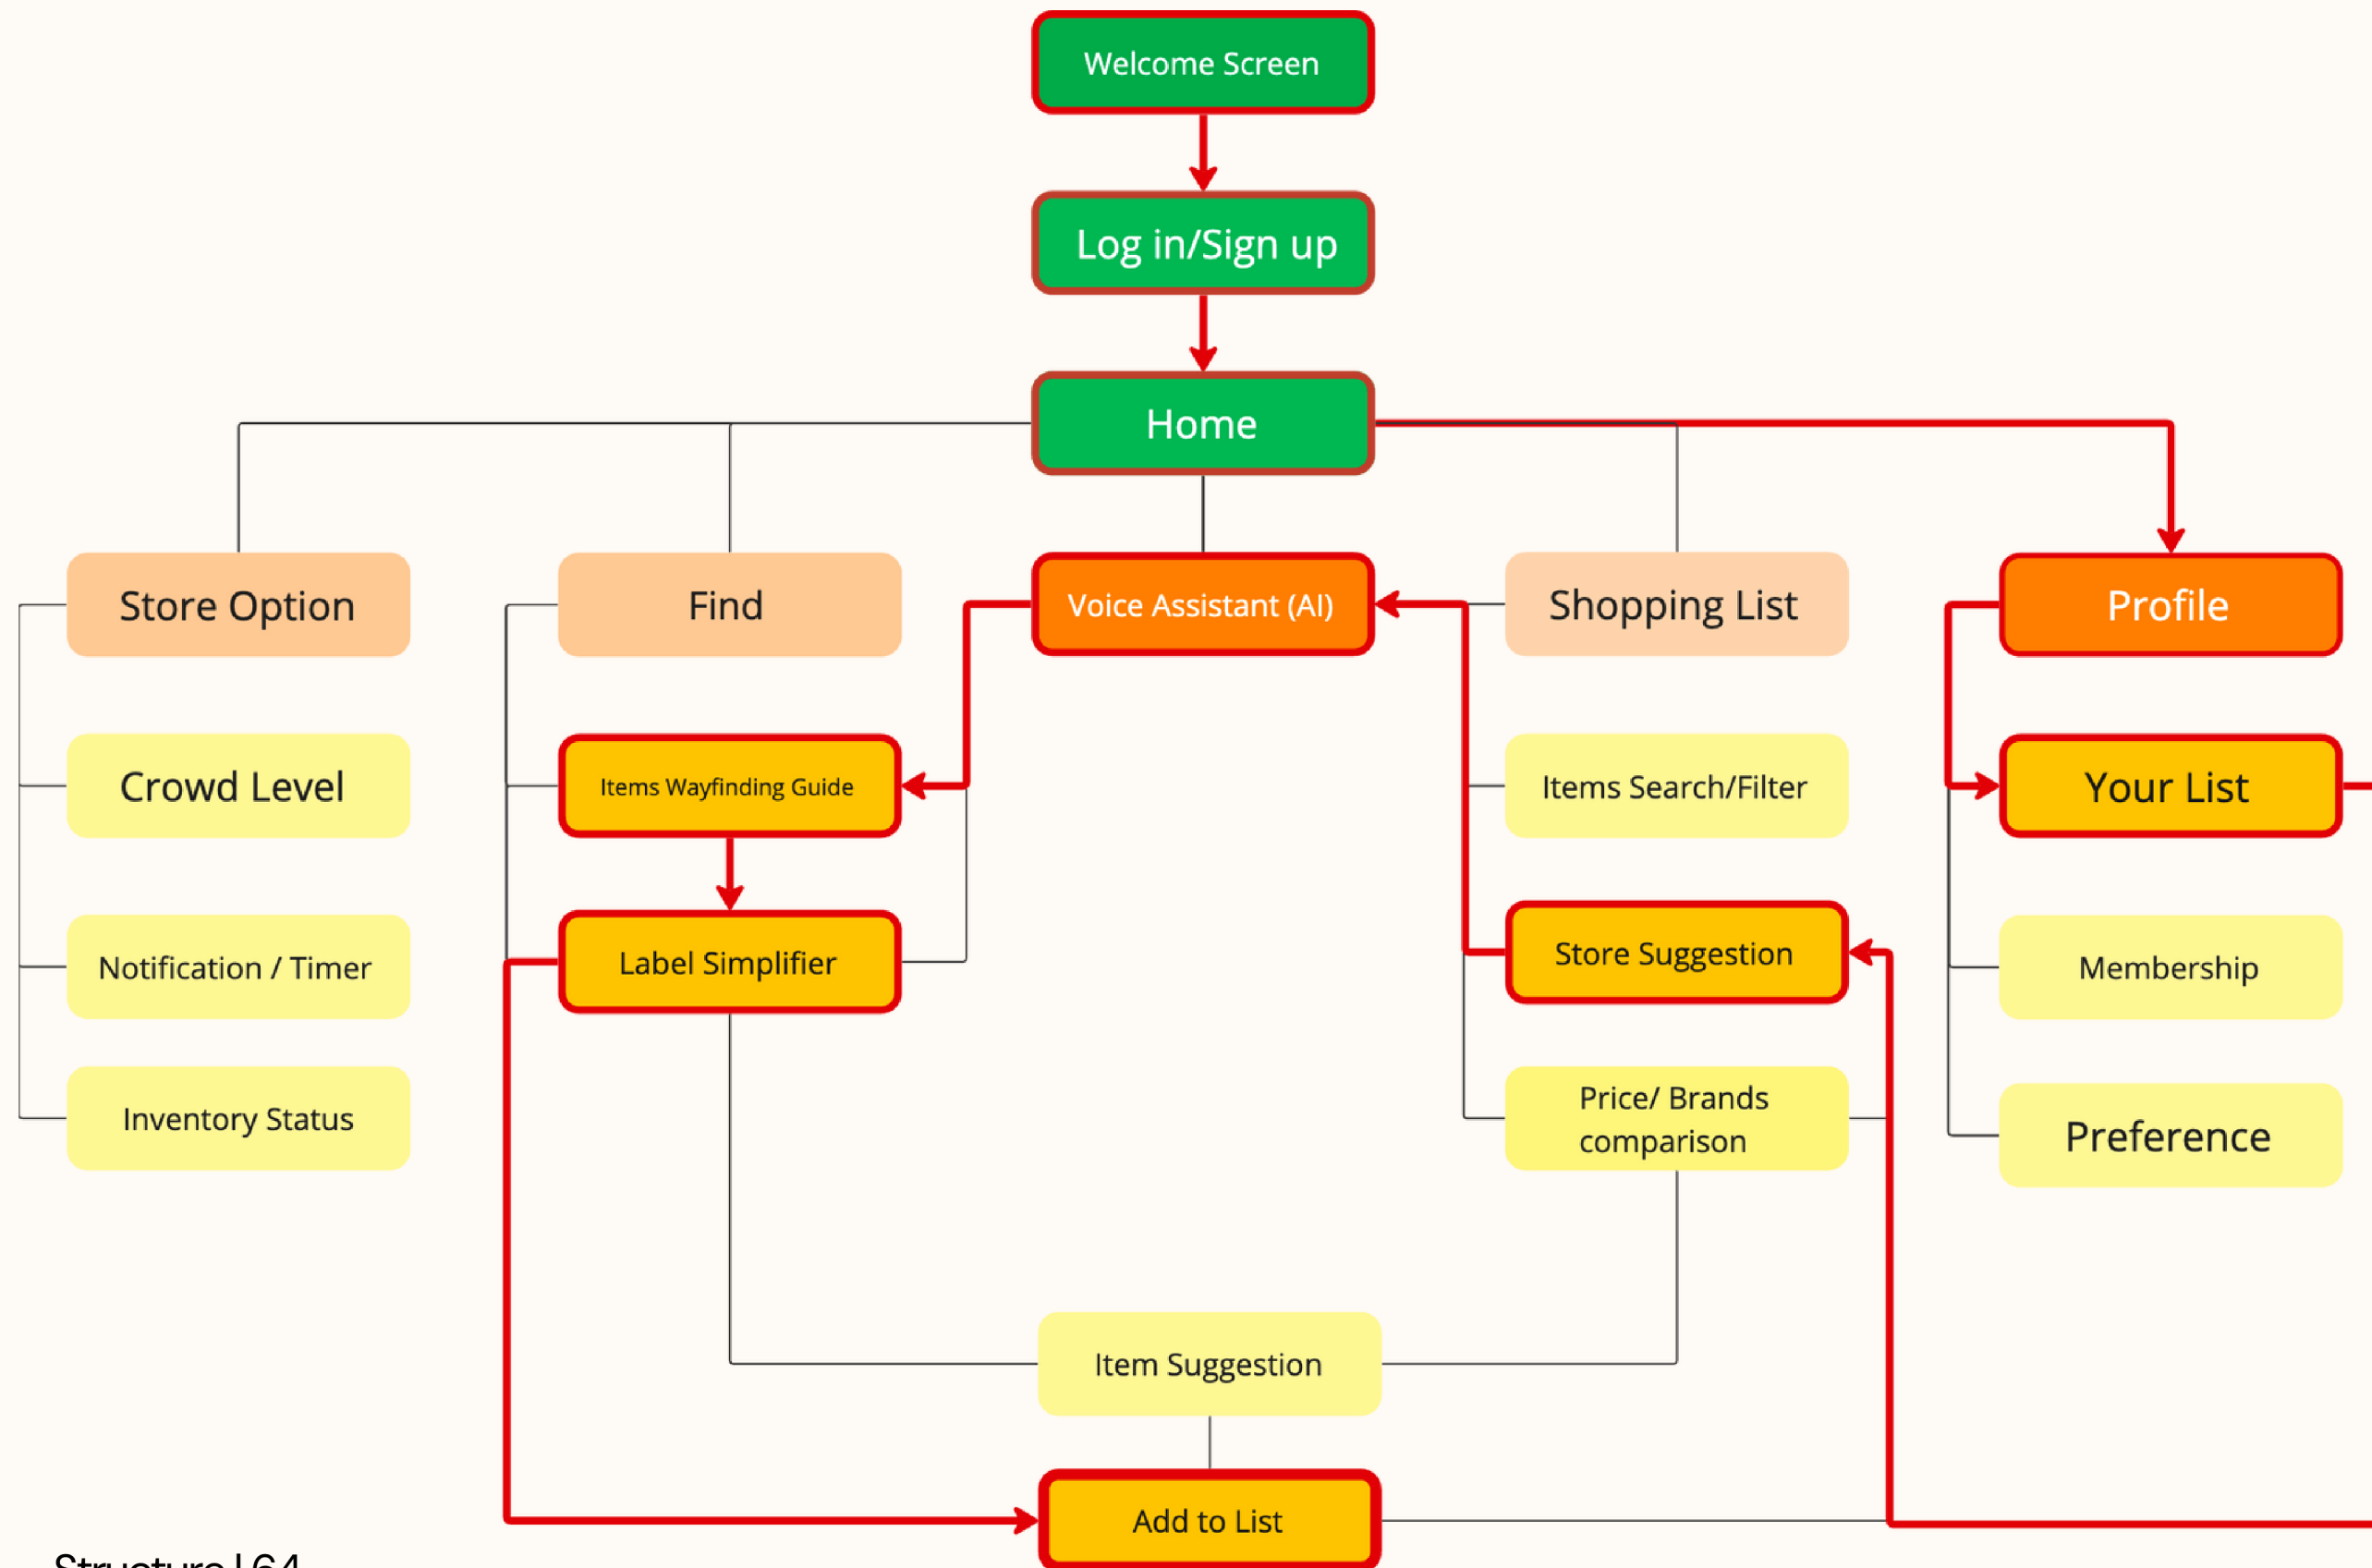 Welcome Screen
Log in/Sign up
Home
Store Option
Find
Voice Assistant (AI)
Shopping List
Profile
Crowd Level
Items Wayfinding Guide
Items Search/Filter
Your List
Notification / Timer
Label Simplifier
Store Suggestion
Membership
Inventory Status
Price/ Brands
comparison
Preference
Item Suggestion
Add to List
Structure | 64